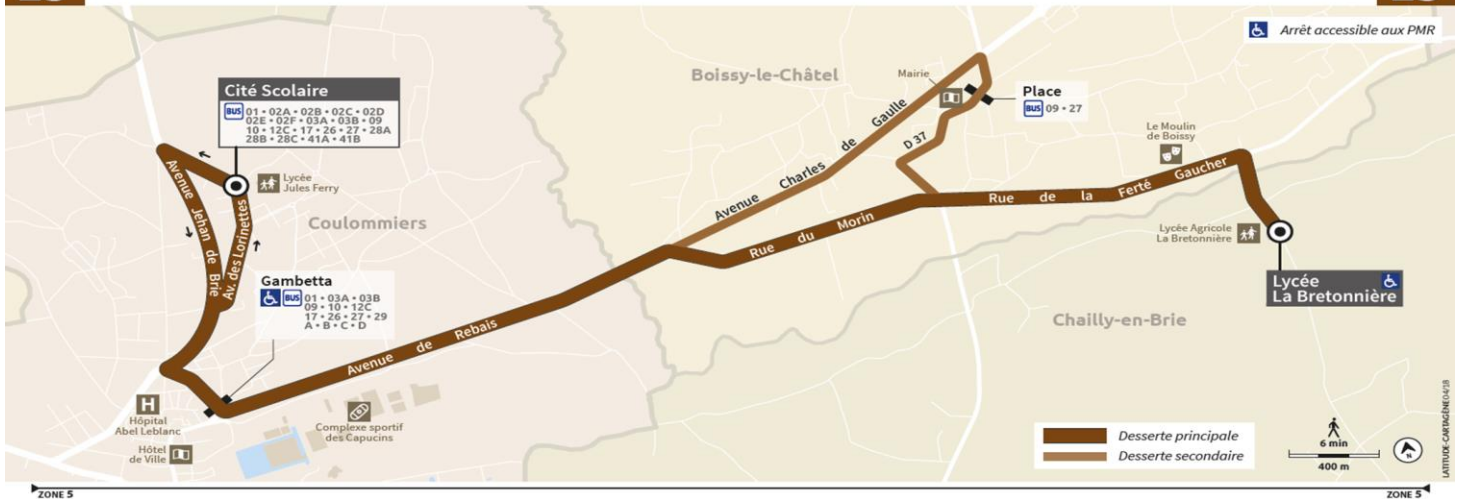 Arrêt accessible aux PMR
Cité Scolaire
BUS 01 • 02A • 02B • 02C • 02D
02E • 02F • 03A • 03B • 09
10 • 12C • 17 • 26 • 27 • 28A
28B • 28C • 41A • 41B
Boissy-le-Châtel
Mairie
Place
BUS 09 • 27
Avenue Charles de Gaulle
D 37
Le Moulin
de Boissy
Lycée
Jules Ferry
Avenue Jehan de Brie
Av. des Lorinettes
Coulommiers
Rue du Morin
Rue de la Ferté Gaucher
Lycée Agricole
La Bretonnière
Gambetta
BUS 01 • 03A • 03B
09 • 10 • 12C
17 • 26 • 27 • 29
A • B • C • D
Lycée
La Bretonnière
Avenue de Rebais
Chailly-en-Brie
H
Hôpital
Abel Leblanc
Hôtel
de Ville
Complexe sportif
des Capucins
Desserte principale
Desserte secondaire
6 min
400 m
N
LATITUDE-CARTAGÈNE04/18
ZONE 5
ZONE 5